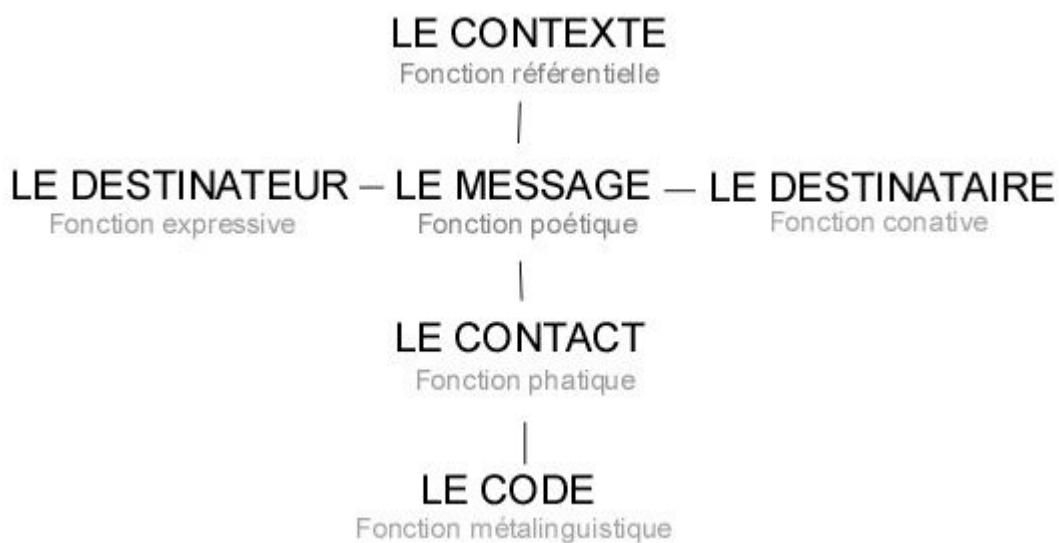 LE CONTEXTE
Fonction référentielle
LE DESTINATEUR – LE MESSAGE – LE DESTINATAIRE
Fonction expressive Fonction poétique Fonction conative
LE CONTACT
Fonction phatique
LE CODE
Fonction métalinguistique